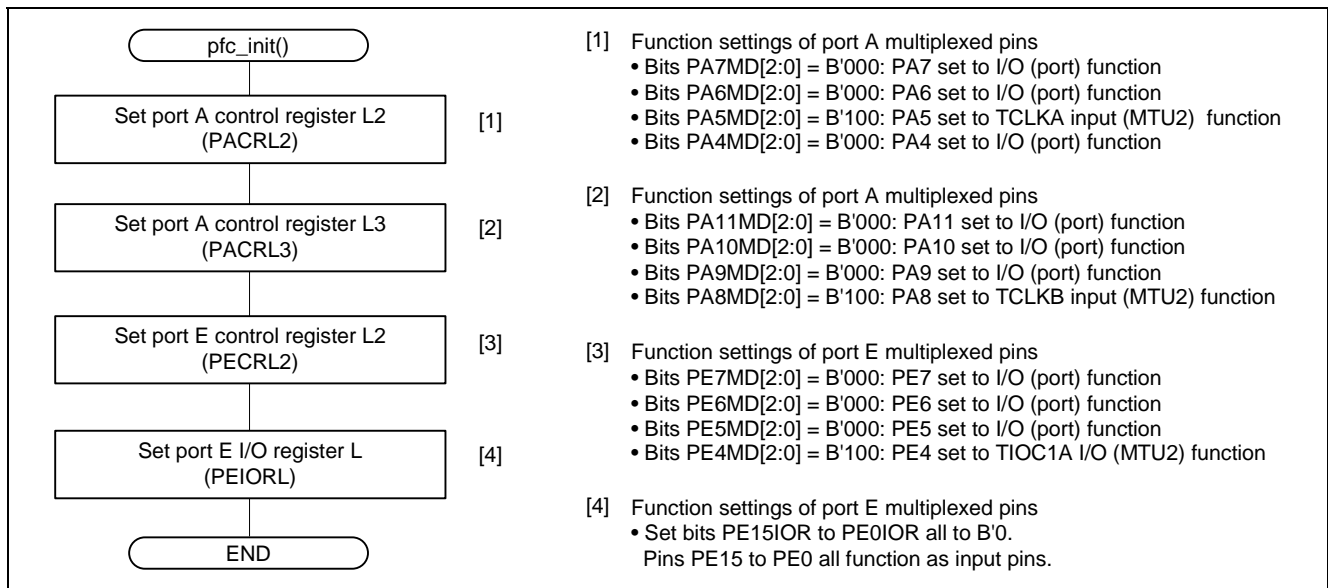 pfc_init()
Set port A control register L2
(PACRL2)
[1]
Set port A control register L3
(PACRL3)
[2]
Set port E control register L2
(PECRL2)
[3]
Set port E I/O register L
(PEIORL)
[4]
END
[1] Function settings of port A multiplexed pins
• Bits PA7MD[2:0] = B'000: PA7 set to I/O (port) function
• Bits PA6MD[2:0] = B'000: PA6 set to I/O (port) function
• Bits PA5MD[2:0] = B'100: PA5 set to TCLKA input (MTU2) function
• Bits PA4MD[2:0] = B'000: PA4 set to I/O (port) function
[2] Function settings of port A multiplexed pins
• Bits PA11MD[2:0] = B'000: PA11 set to I/O (port) function
• Bits PA10MD[2:0] = B'000: PA10 set to I/O (port) function
• Bits PA9MD[2:0] = B'000: PA9 set to I/O (port) function
• Bits PA8MD[2:0] = B'100: PA8 set to TCLKB input (MTU2) function
[3] Function settings of port E multiplexed pins
• Bits PE7MD[2:0] = B'000: PE7 set to I/O (port) function
• Bits PE6MD[2:0] = B'000: PE6 set to I/O (port) function
• Bits PE5MD[2:0] = B'000: PE5 set to I/O (port) function
• Bits PE4MD[2:0] = B'100: PE4 set to TIOC1A I/O (MTU2) function
[4] Function settings of port E multiplexed pins
• Set bits PE15IOR to PE0IOR all to B'0.
Pins PE15 to PE0 all function as input pins.